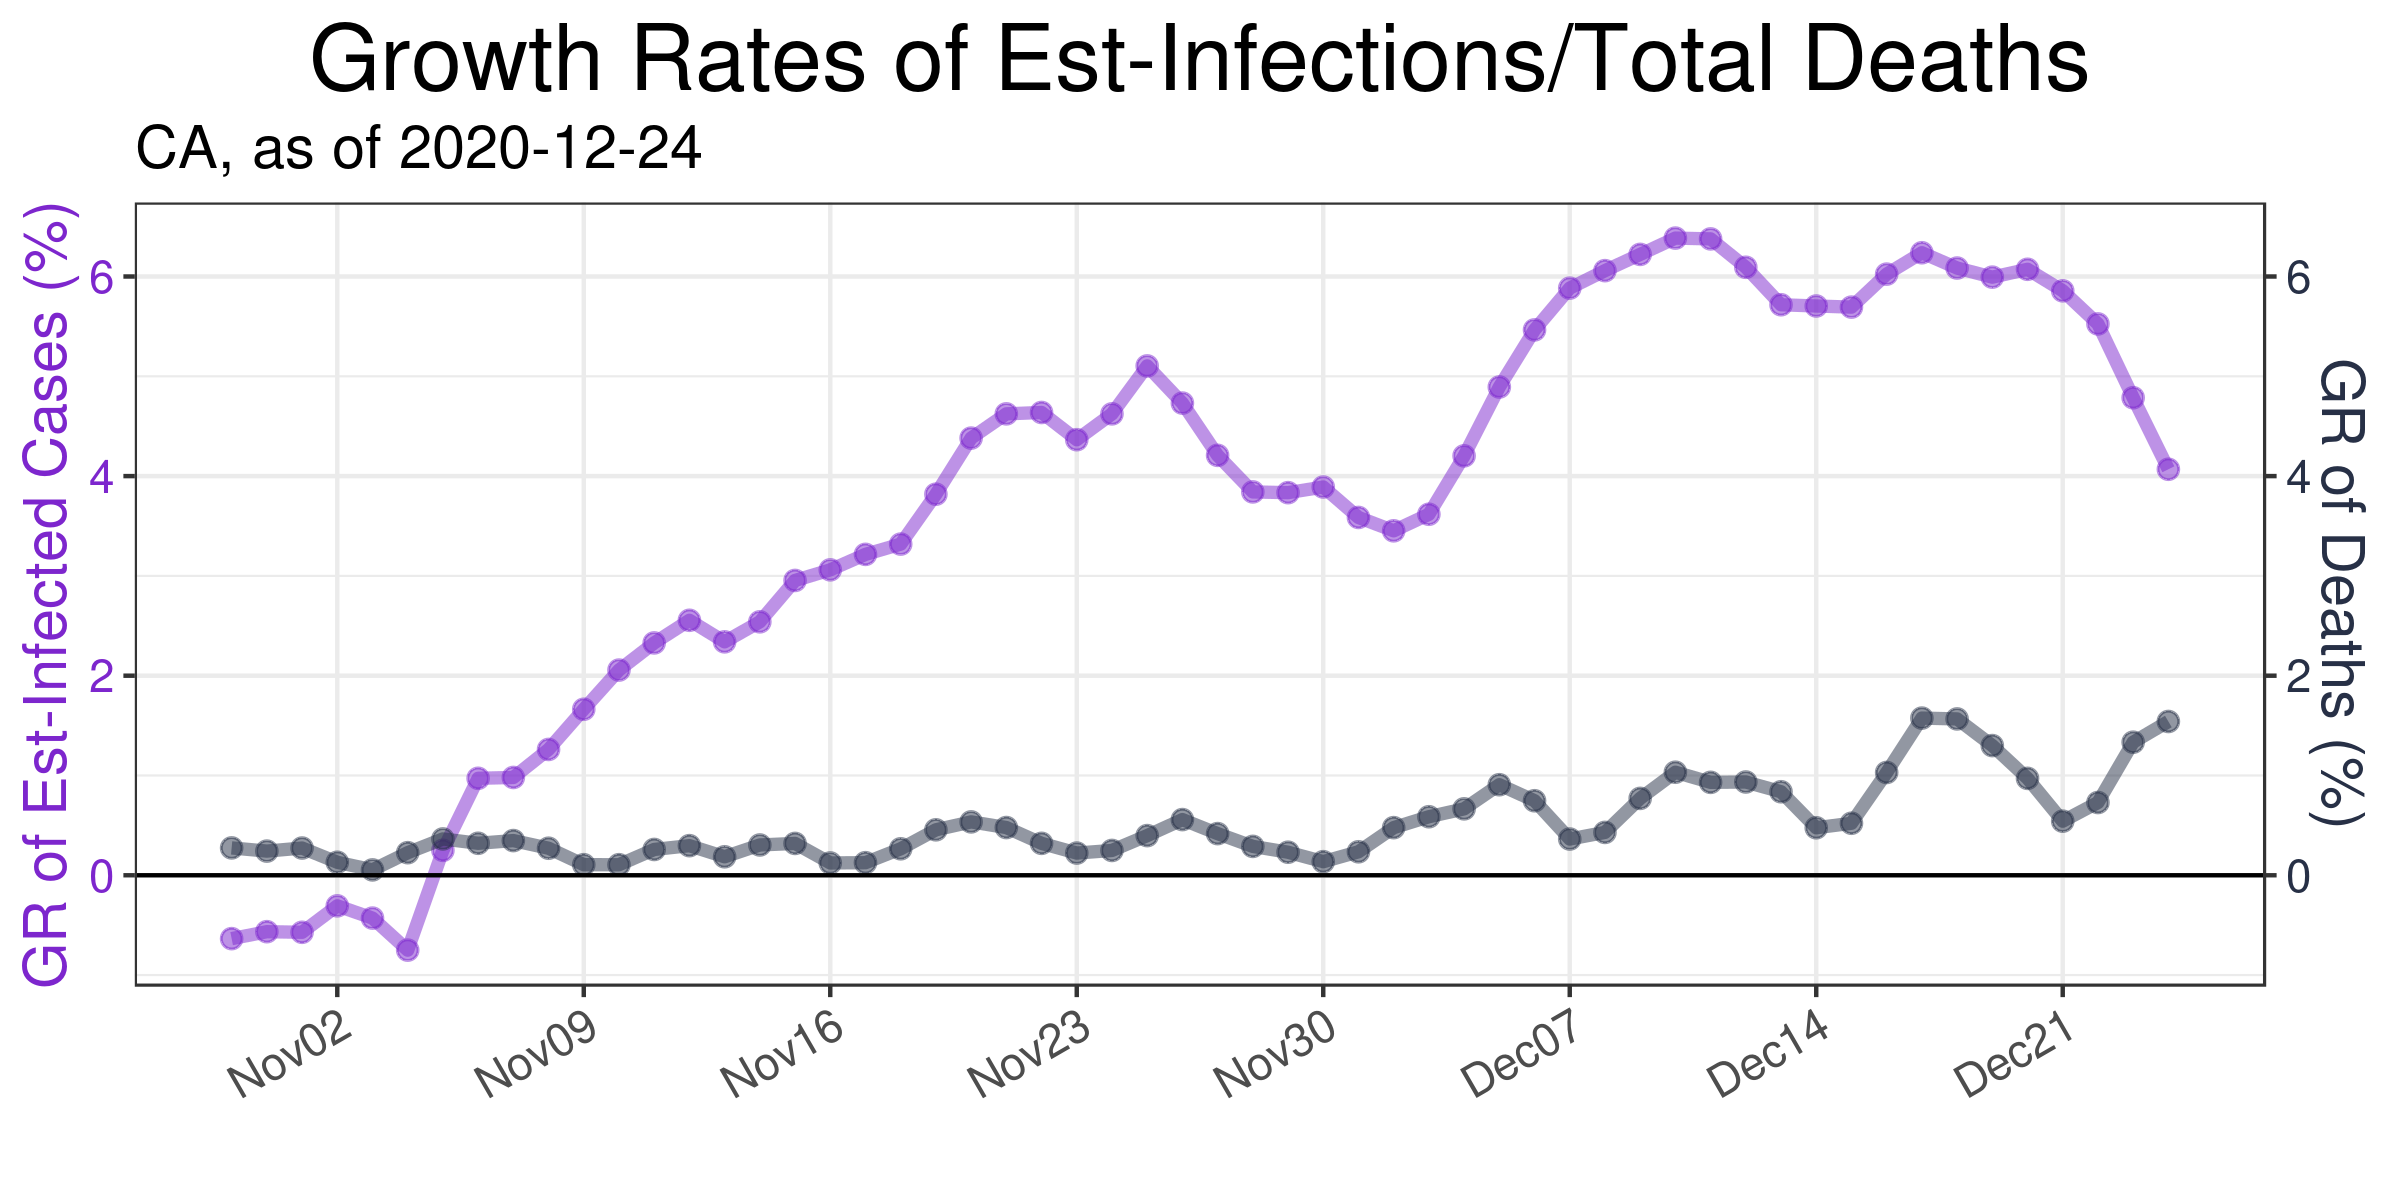 Growth Rates of Est-Infections/Total Deaths
CA, as of 2020-12-24
GR of Est-Infected Cases (%)
6
4
2
0
6
4
2
0
GR of Deaths (%)
Nov02
Nov09
Nov16
Nov23
Nov30
Dec07
Dec14
Dec21